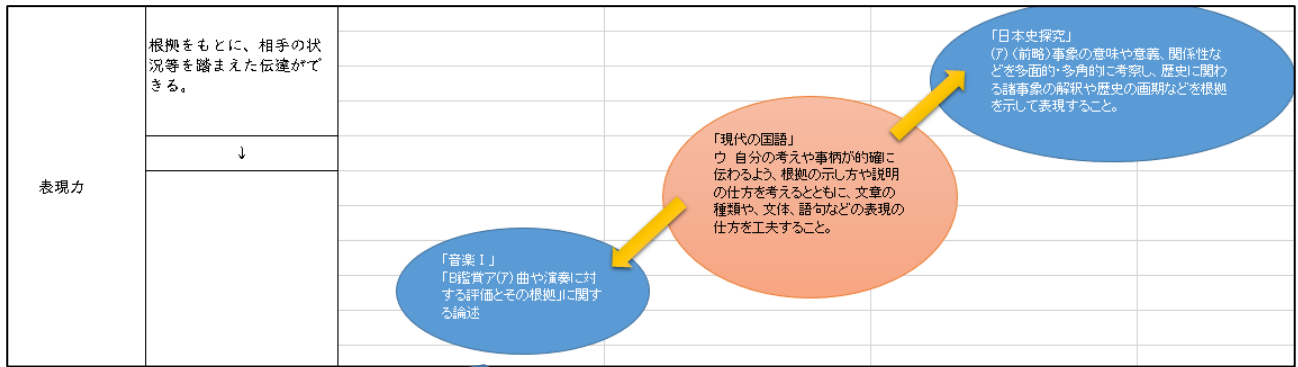 表現力
根拠をもとに、相手の状
況等を踏まえた伝達がで
きる。
↓
「日本史探究」
(ア)（前略）事象の意味や意義、関係性な
どを多面的・多角的に考察し、歴史に関わ
る諸事象の解釈や歴史の画期などを根拠
を示して表現すること。
「現代の国語」
ウ 自分の考えや事柄が的確に
伝わるよう、根拠の示し方や説明
の仕方を考えるとともに、文章の
種類や、文体、語句などの表現の
仕方を工夫すること。
「音楽Ⅰ」
「B鑑賞ア(ア) 曲や演奏に対
する評価とその根拠」に関す
る論述